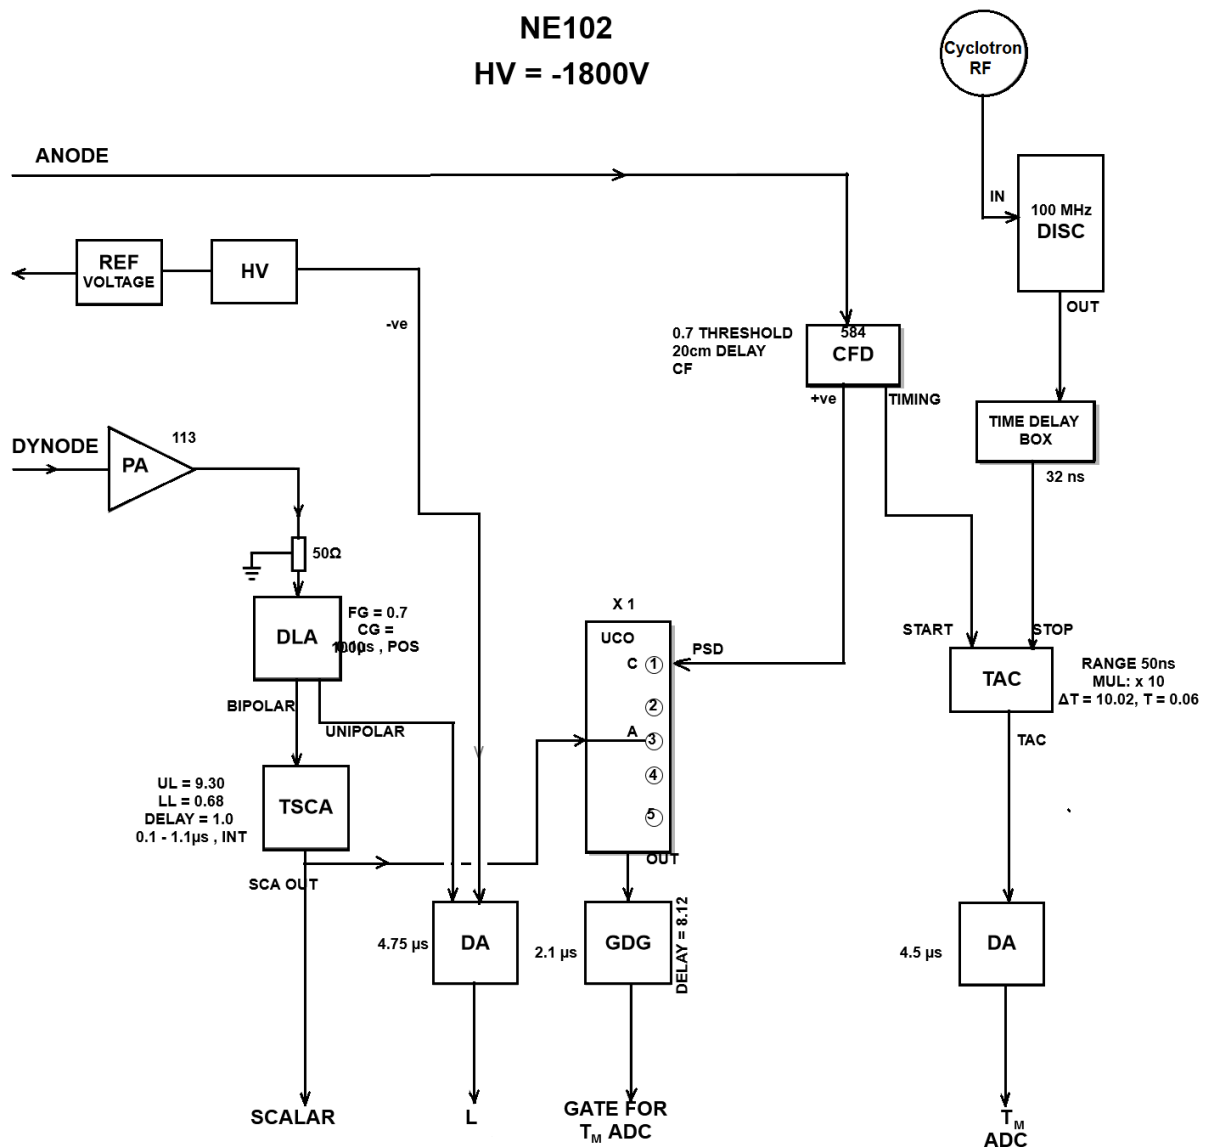 NE102
HV = -1800V
Cyclotron
RF
ANODE
IN
100 MHz
DISC
OUT
REF
VOLTAGE
HV
-ve
0.7 THRESHOLD
20cm DELAY
CF
584
CFD
+ve
TIMING
TIME DELAY
BOX
32 ns
DYNODE
PA
113
50Ω
DLA
FG = 0.7
CG =
, POS
X 1
UCO
C 1
PSD
2
A 3
4
5
OUT
START
STOP
TAC
RANGE 50ns
MUL: x 10
ΔT = 10.02, T = 0.06
TAC
BIPOLAR
UNIPOLAR
UL = 9.30
LL = 0.68
DELAY = 1.0
0.1 - 1.1µs , INT
TSCA
SCA OUT
4.75 µs
DA
2.1 µs
GDG
DELAY = 8.12
4.5 µs
DA
SCALAR
L
GATE FOR
TM ADC
TM
ADC